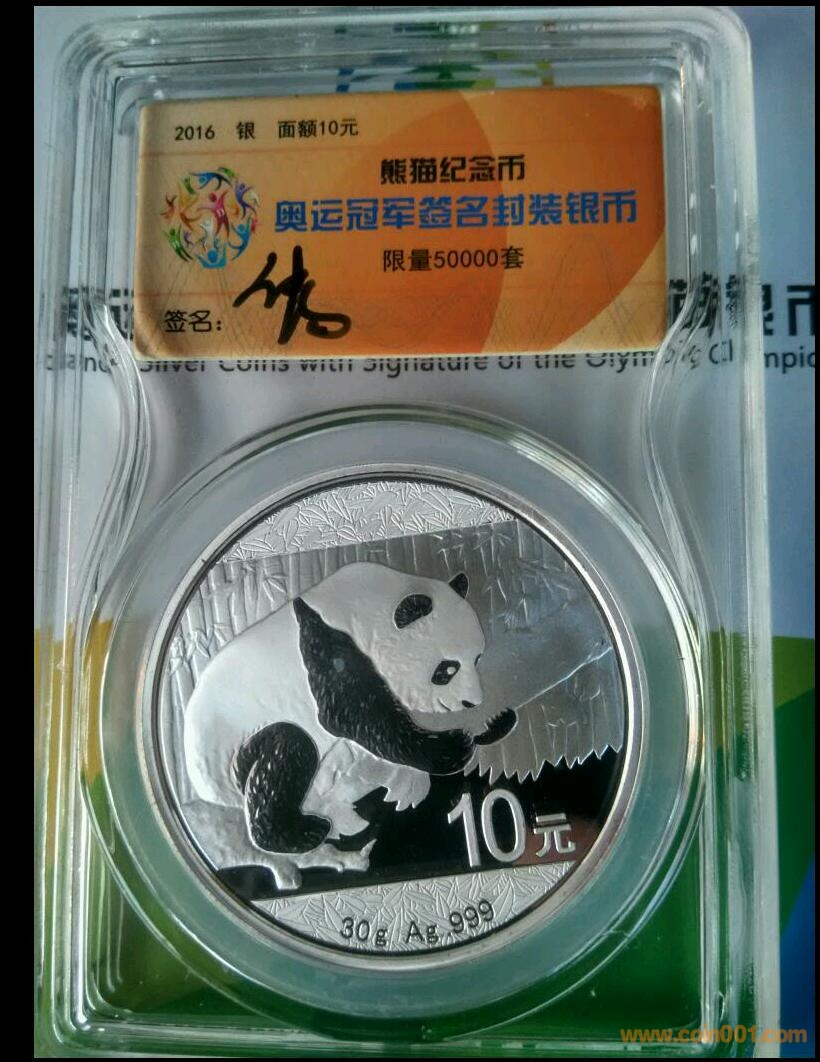 2016 银 面额10元
熊猫纪念币
奥运冠军签名封装银币
限量50000套
签名：
Silver Coins with Signature of the Olympic
10元
30g Ag 999
www.coin001.com